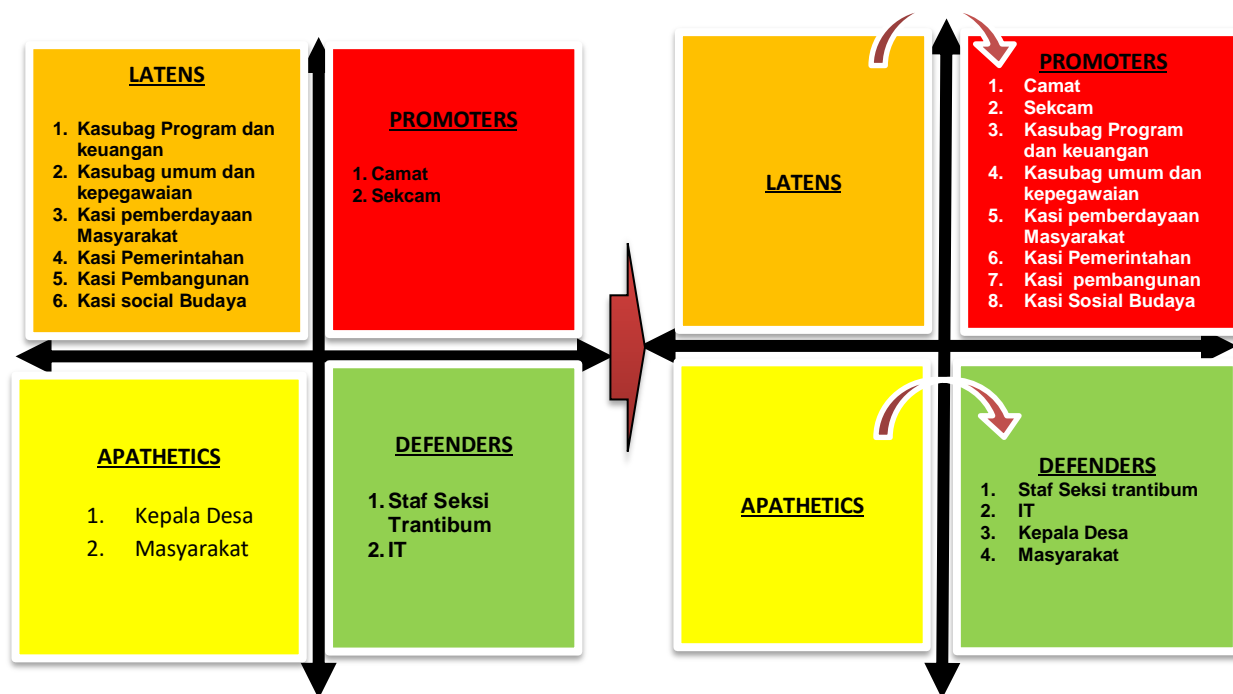 LATENS
1. Kasubag Program dan
keuangan
2. Kasubag umum dan
kepegawaian
3. Kasi pemberdayaan
Masyarakat
4. Kasi Pemerintahan
5. Kasi Pembangunan
6. Kasi social Budaya
PROMOTERS
1. Camat
2. Sekcam
APATHETICS
1. Kepala Desa
2. Masyarakat
DEFENDERS
1. Staf Seksi
Trantibum
2. IT
LATENS
PROMOTERS
1. Camat
2. Sekcam
3. Kasubag Program
dan keuangan
4. Kasubag umum dan
kepegawaian
5. Kasi pemberdayaan
Masyarakat
6. Kasi Pemerintahan
7. Kasi pembangunan
8. Kasi Sosial Budaya
APATHETICS
DEFENDERS
1. Staf Seksi trantibum
2. IT
3. Kepala Desa
4. Masyarakat